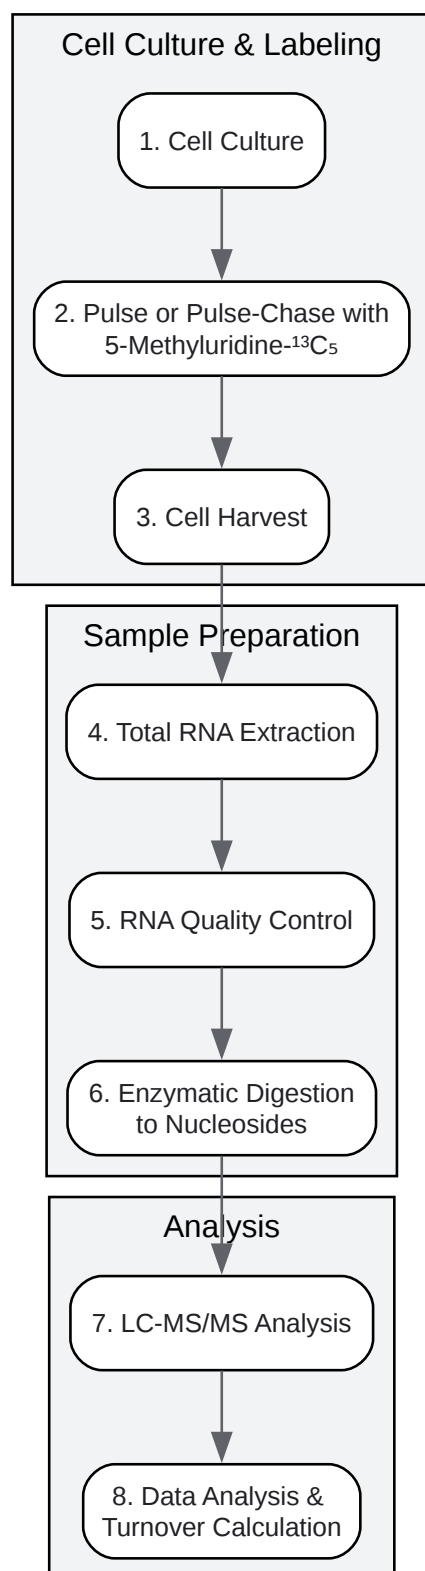 Cell Culture & Labeling
1. Cell Culture
2. Pulse or Pulse-Chase with
5-Methyluridine-¹³C₅
3. Cell Harvest
Sample Preparation
4. Total RNA Extraction
5. RNA Quality Control
6. Enzymatic Digestion
to Nucleosides
Analysis
7. LC-MS/MS Analysis
8. Data Analysis &
Turnover Calculation